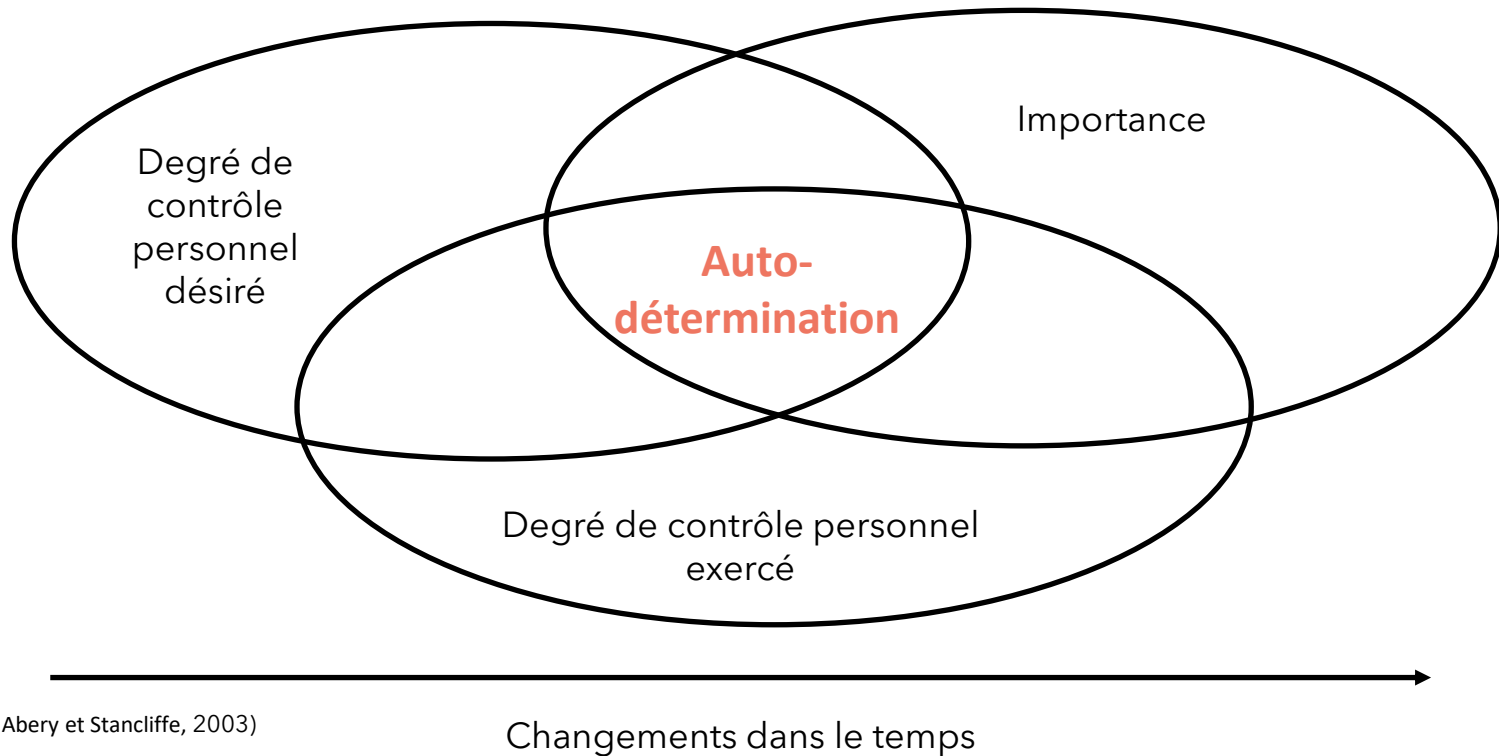 Importance
Degré de
contrôle
personnel
désiré
Auto-
détermination
Degré de contrôle personnel
exercé
Abery et Stancliffe, 2003)
Changements dans le temps